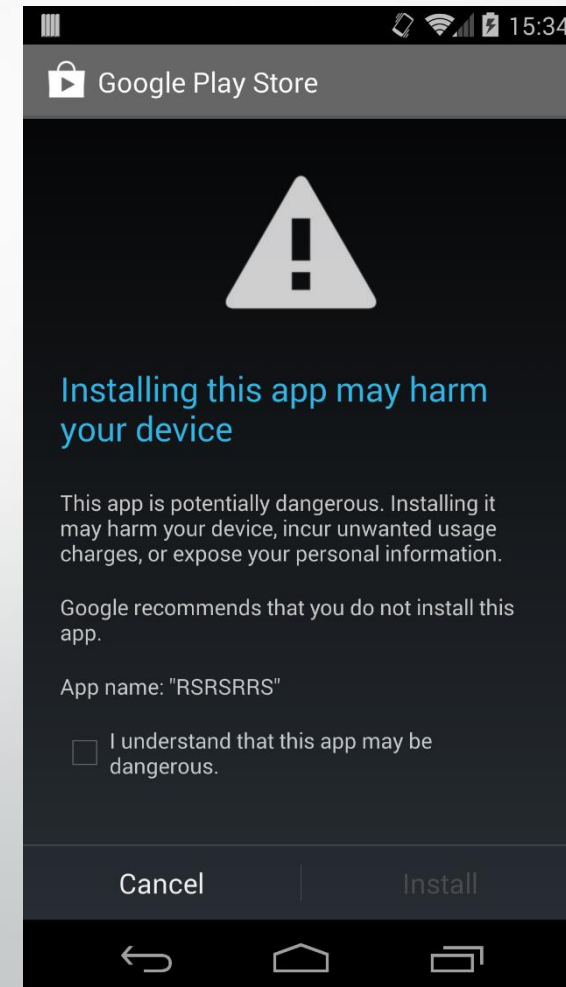 15:34
Google Play Store
Installing this app may harm
your device
This app is potentially dangerous. Installing it
may harm your device, incur unwanted usage
charges, or expose your personal information.
Google recommends that you do not install this
app.
App name: "RSRSRRS"
I understand that this app may be
dangerous.
Cancel
Install